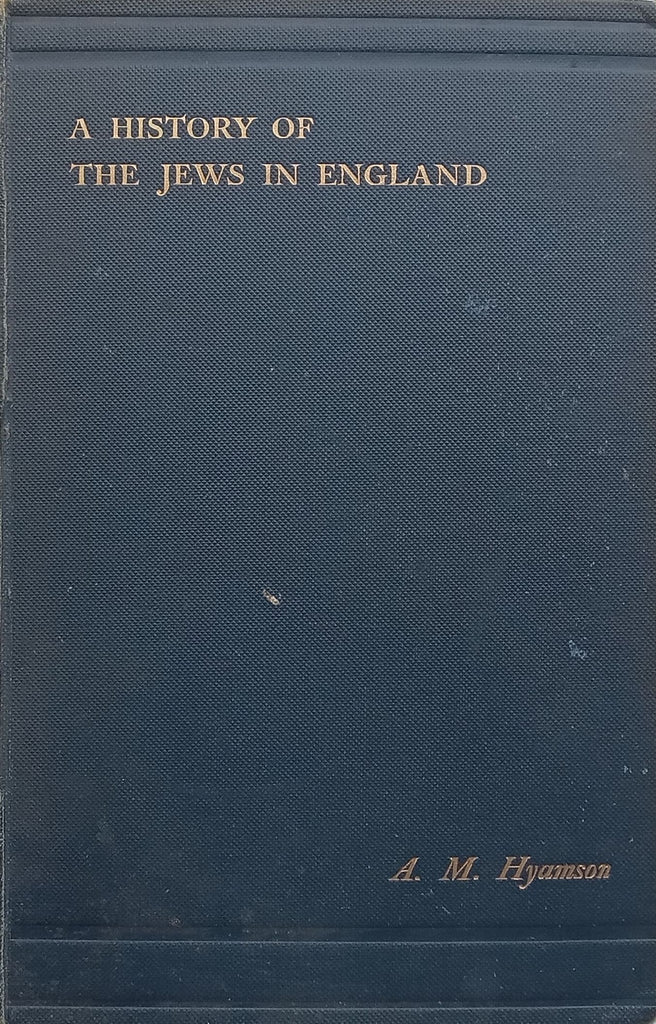 A HISTORY OF
THE JEWS IN ENGLAND
A. M. Hyamson